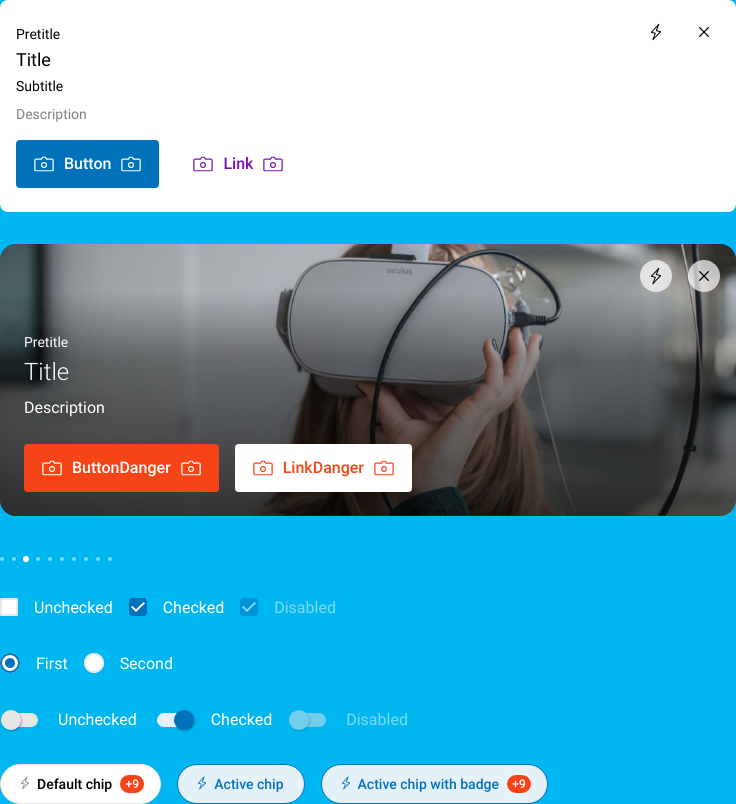 Pretitle
Title
Subtitle
Description
Button
Link
oculus
Pretitle
Title
Description
ButtonDanger
LinkDanger
Unchecked Checked Disabled
First Second
Unchecked Checked Disabled
Default chip +9 Active chip Active chip with badge +9